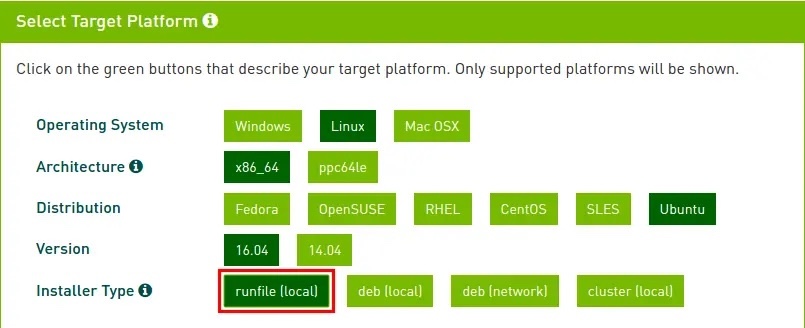 Select Target Platform
Click on the green buttons that describe your target platform. Only supported platforms will be shown.
Operating System Windows Linux Mac OSX
Architecture x86_64 ppc64le
Distribution Fedora OpenSUSE RHEL CentOS SLES Ubuntu
Version 16.04 14.04
Installer Type runfile (local) deb (local) deb (network) cluster (local)